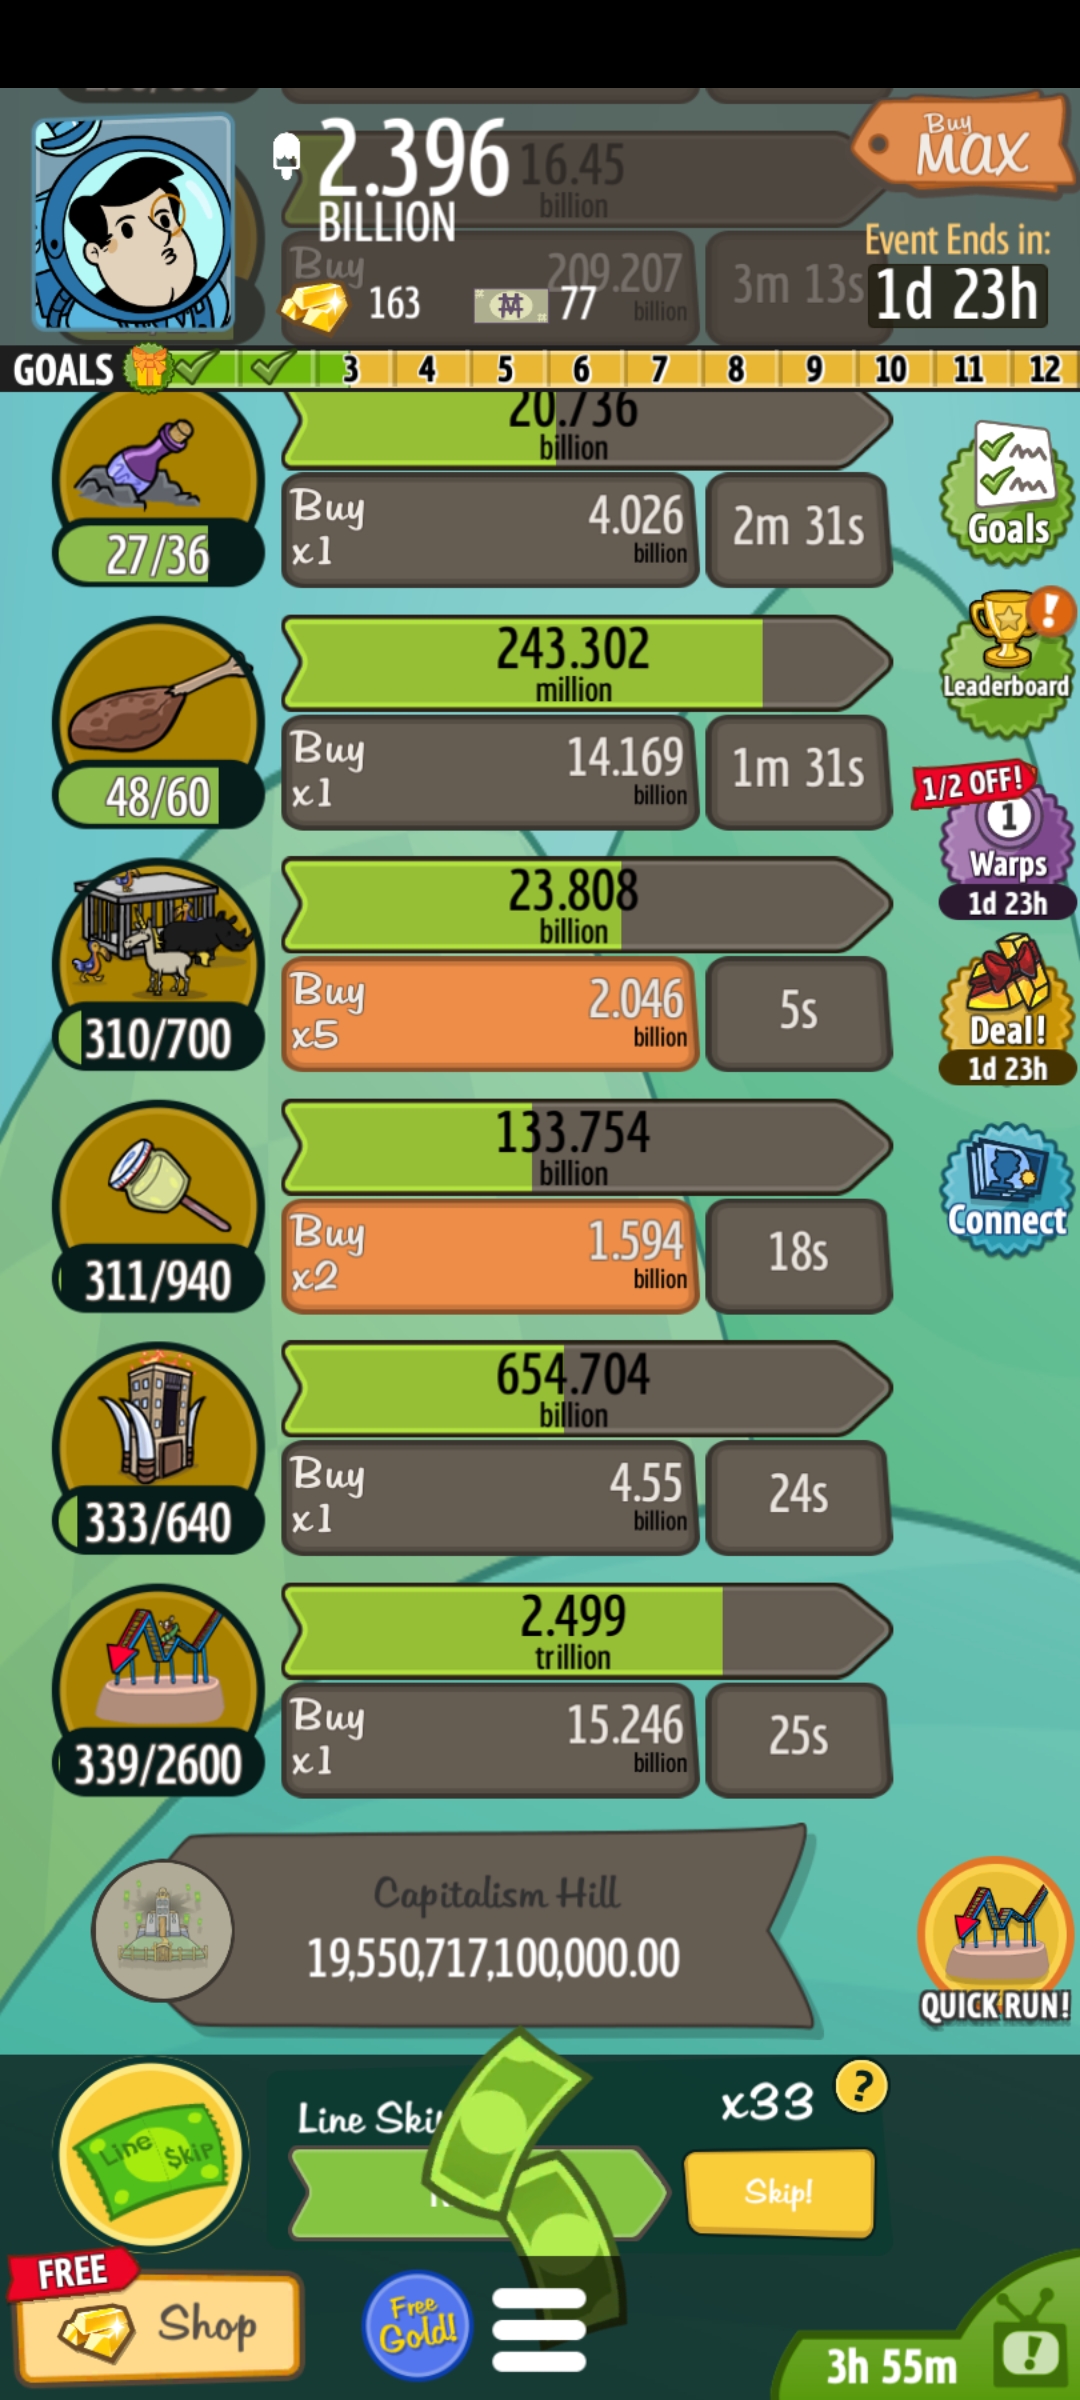 2.396
BILLION
16.45
billion
Buy
MAX
Event Ends in:
1d 23h
Buy
209.207
billion
3m 13s
163
77
GOALS 3 4 5 6 7 8 9 10 11 12
20.736
billion
27/36
Buy
x1
4.026
billion
2m 31s
Goals
243.302
million
48/60
Buy
x1
14.169
billion
1m 31s
Leaderboard
1/2 OFF!
1
Warps
1d 23h
23.808
billion
310/700
Buy
x5
2.046
billion
5s
Deal!
1d 23h
133.754
billion
311/940
Buy
x2
1.594
billion
18s
Connect
654.704
billion
333/640
Buy
x1
4.55
billion
24s
2.499
trillion
339/2600
Buy
x1
15.246
billion
25s
Capitalism Hill
19,550,717,100,000.00
QUICK RUN!
Line $kip
Line
x33
?
Skip!
FREE
Shop
Free
Gold!
3h 55m
!